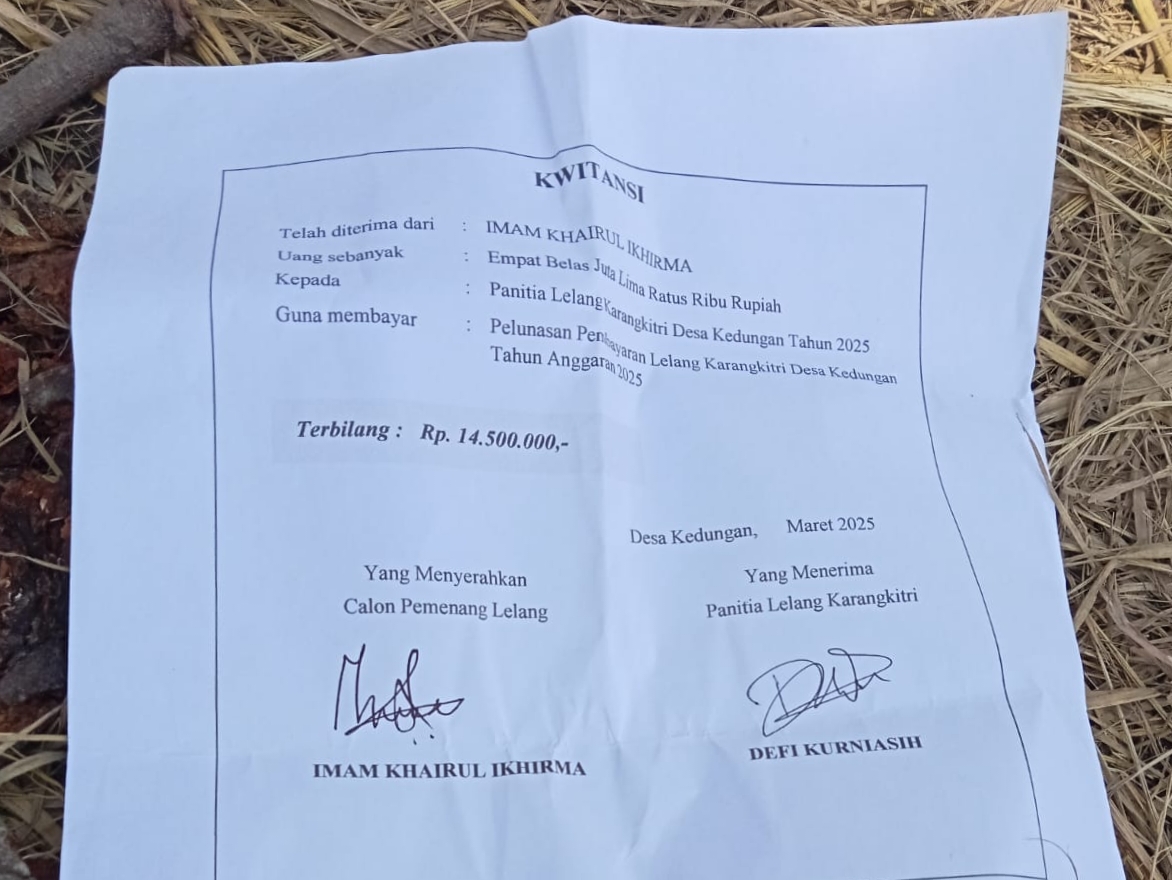 KWITANSI
Telah diterima dari : IMAM KHAIRUL IKHIRMA
Uang sebanyak : Empat Belas Juta Lima Ratus Ribu Rupiah
Kepada : Panitia Lelang Karangkitri Desa Kedungan Tahun 2025
Guna membayar : Pelunasan Pembayaran Lelang Karangkitri Desa Kedungan
Tahun Anggaran 2025
Terbilang : Rp. 14.500.000,-
Desa Kedungan, Maret 2025
Yang Menyerahkan
Calon Pemenang Lelang
IMAM KHAIRUL IKHIRMA
Yang Menerima
Panitia Lelang Karangkitri
DEFI KURNIASIH